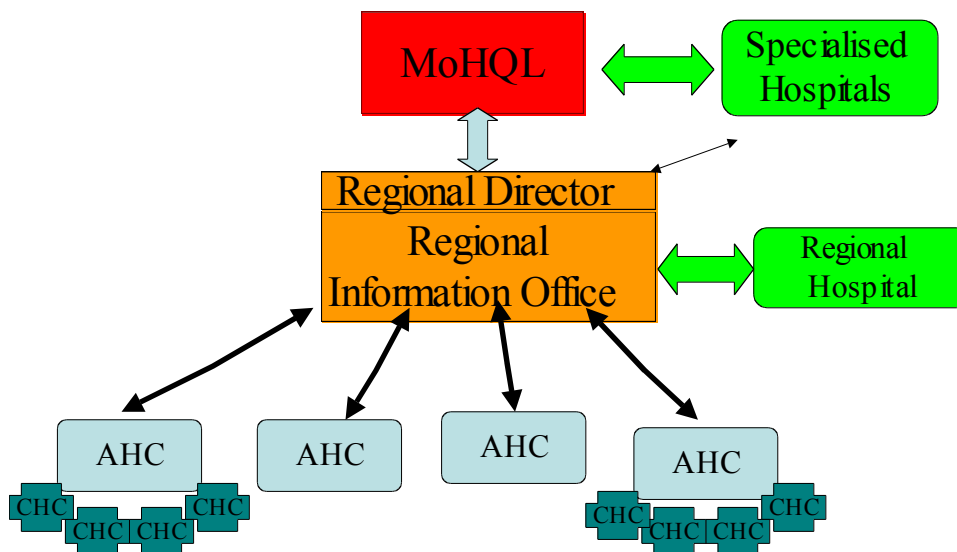 MoHQL
Specialised
Hospitals
Regional Director
Regional
Information Office
Regional
Hospital
AHC
AHC
AHC
AHC
CHC
CHC
CHC
CHC
CHC
CHC
CHC
CHC